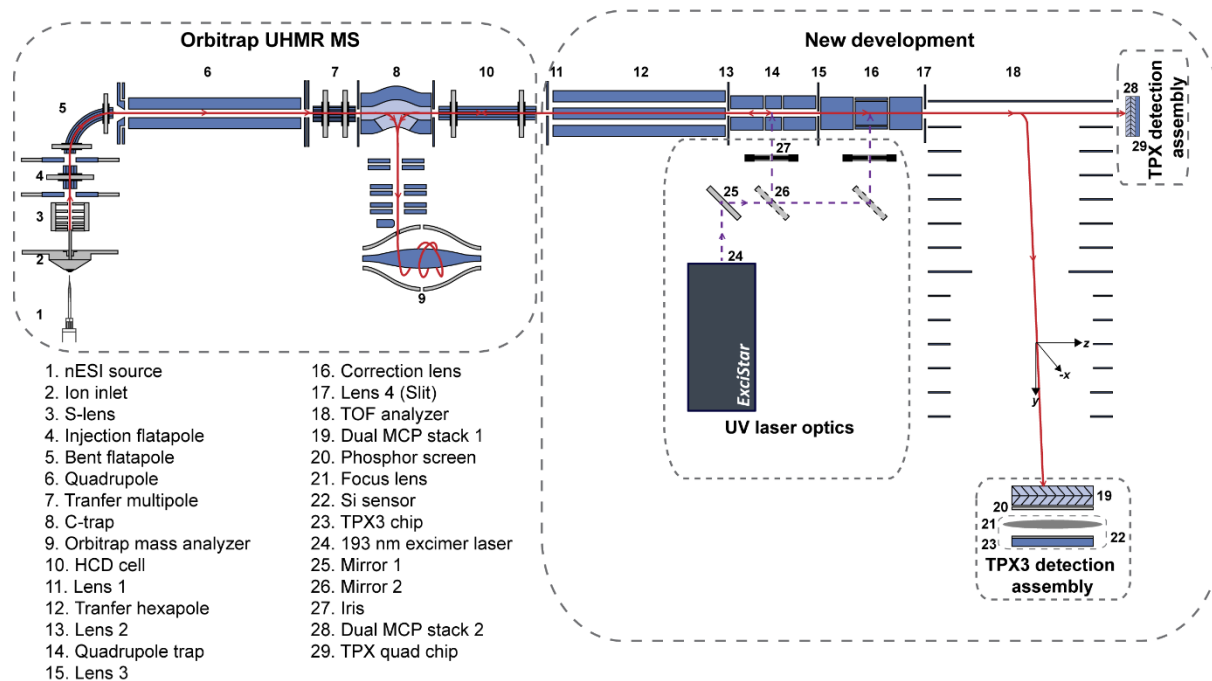 Orbitrap UHMR MS
New development
6
7
8
10
11
12
13
14
15
16
17
18
5
4
3
2
1
9
27
25
26
24
28
29
TPX detection
assembly
ExciStar
UV laser optics
z
-x
y
19
20
21
22
23
TPX3 detection
assembly
1. nESI source
2. Ion inlet
3. S-lens
4. Injection flatapole
5. Bent flatapole
6. Quadrupole
7. Tranfer multipole
8. C-trap
9. Orbitrap mass analyzer
10. HCD cell
11. Lens 1
12. Tranfer hexapole
13. Lens 2
14. Quadrupole trap
15. Lens 3
16. Correction lens
17. Lens 4 (Slit)
18. TOF analyzer
19. Dual MCP stack 1
20. Phosphor screen
21. Focus lens
22. Si sensor
23. TPX3 chip
24. 193 nm excimer laser
25. Mirror 1
26. Mirror 2
27. Iris
28. Dual MCP stack 2
29. TPX quad chip